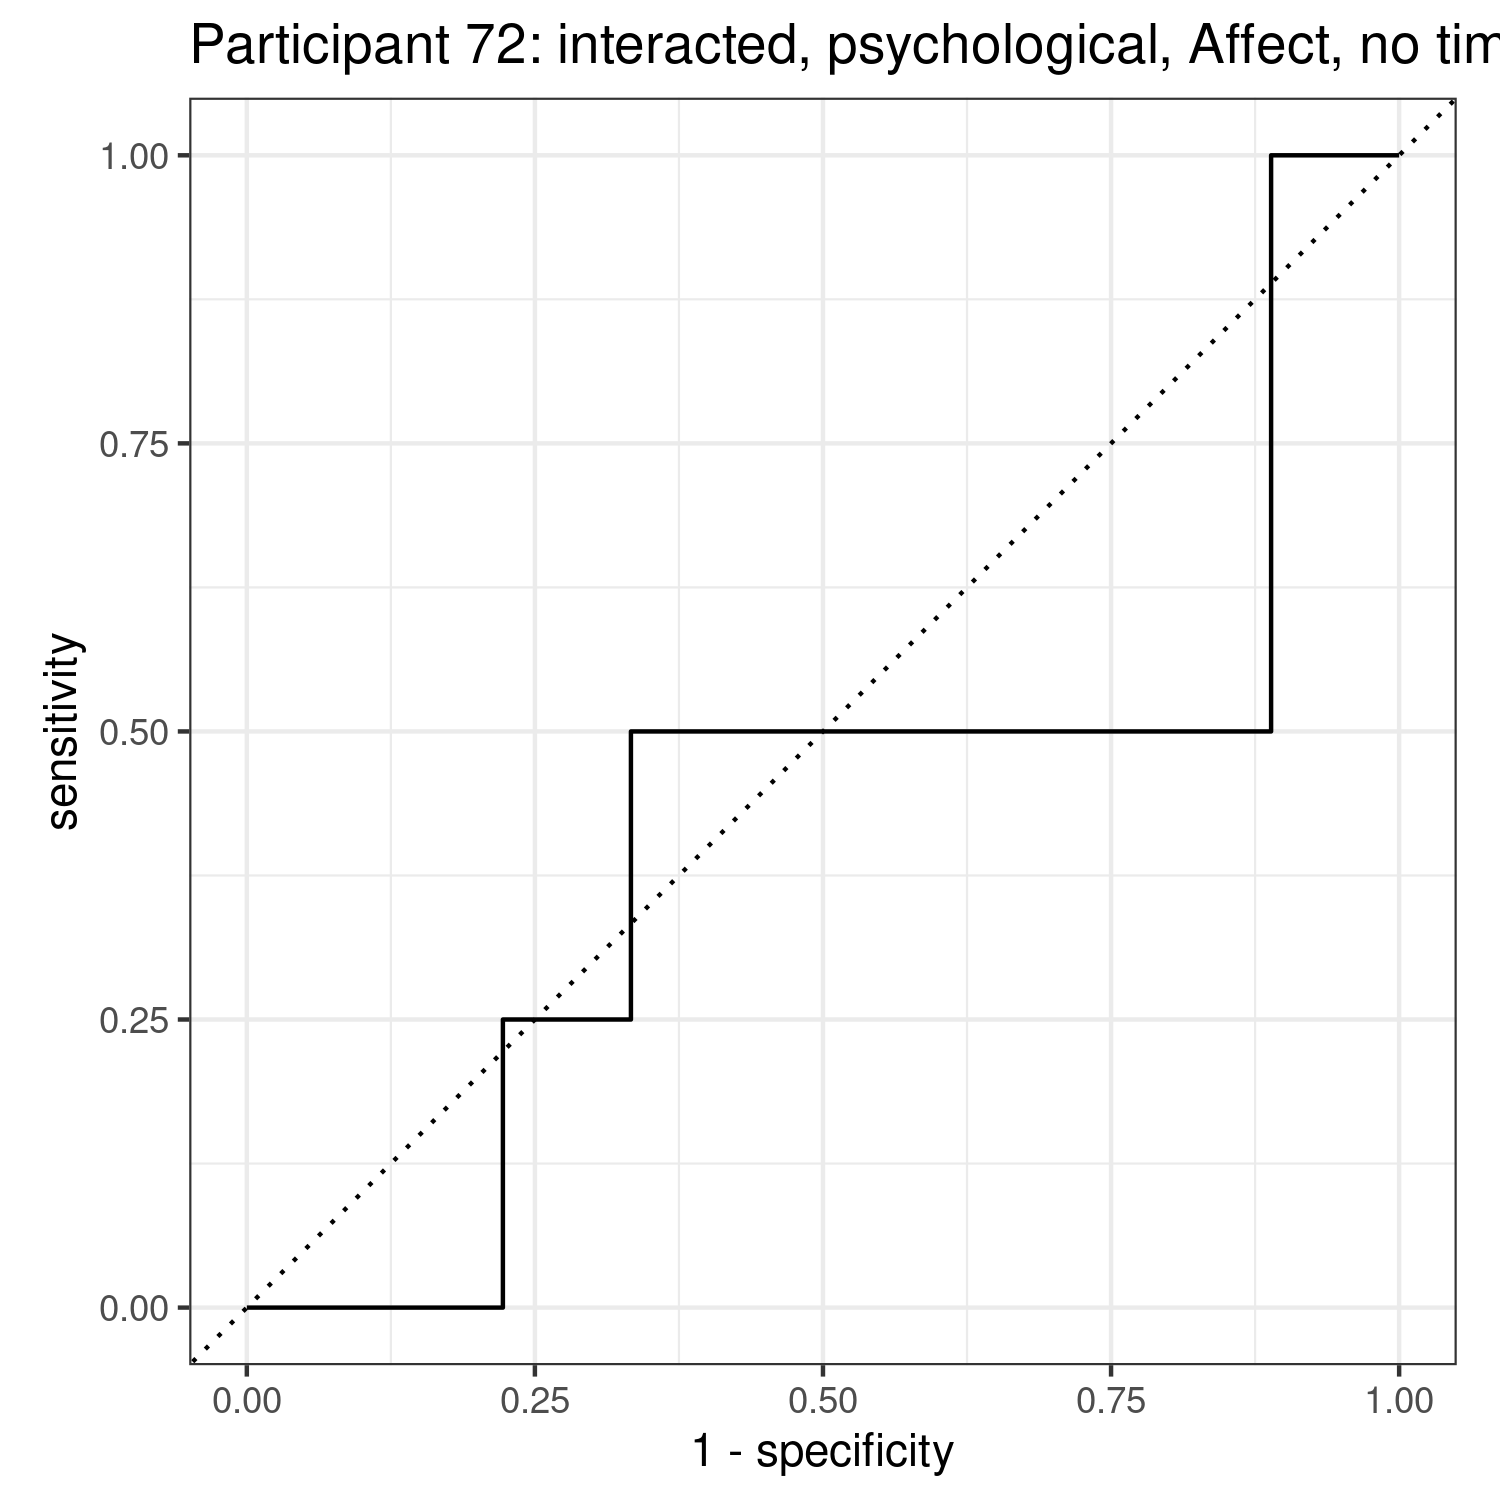 Participant 72: interacted, psychological, Affect, no tim
1.00
0.75
0.50
0.25
0.00
sensitivity
0.00 0.25 0.50 0.75 1.00
1 - specificity